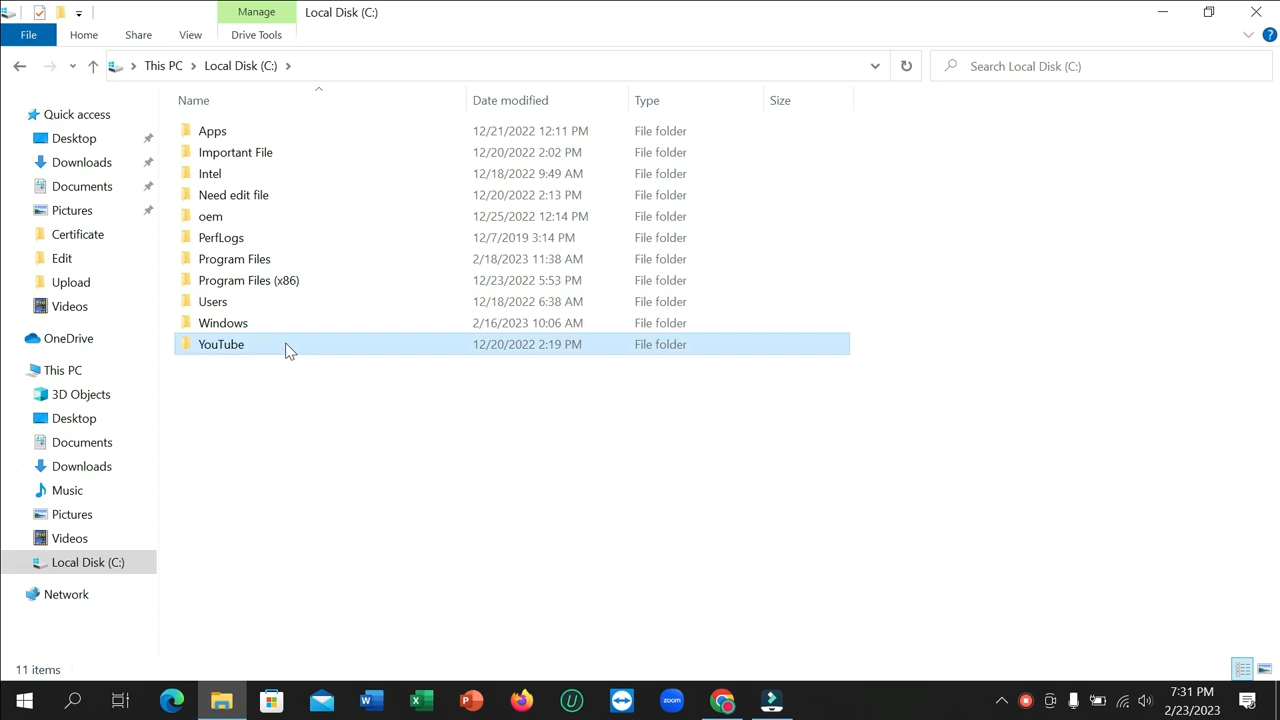 Manage
Local Disk (C:)
File
Home
Share
View
Drive Tools
This PC
Local Disk (C:)
Search Local Disk (C:)
Name
Date modified
Type
Size
Apps 12/21/2022 12:11 PM File folder
Important File 12/20/2022 2:02 PM File folder
Intel 12/18/2022 9:49 AM File folder
Need edit file 12/20/2022 2:13 PM File folder
oem 12/25/2022 12:14 PM File folder
PerfLogs 12/7/2019 3:14 PM File folder
Program Files 2/18/2023 11:38 AM File folder
Program Files (x86) 12/23/2022 5:53 PM File folder
Users 12/18/2022 6:38 AM File folder
Windows 2/16/2023 10:06 AM File folder
YouTube 12/20/2022 2:19 PM File folder
Quick access
Desktop
Downloads
Documents
Pictures
Certificate
Edit
Upload
Videos
OneDrive
This PC
3D Objects
Desktop
Documents
Downloads
Music
Pictures
Videos
Local Disk (C:)
Network
11 items
zoom
7:31 PM
2/23/2023